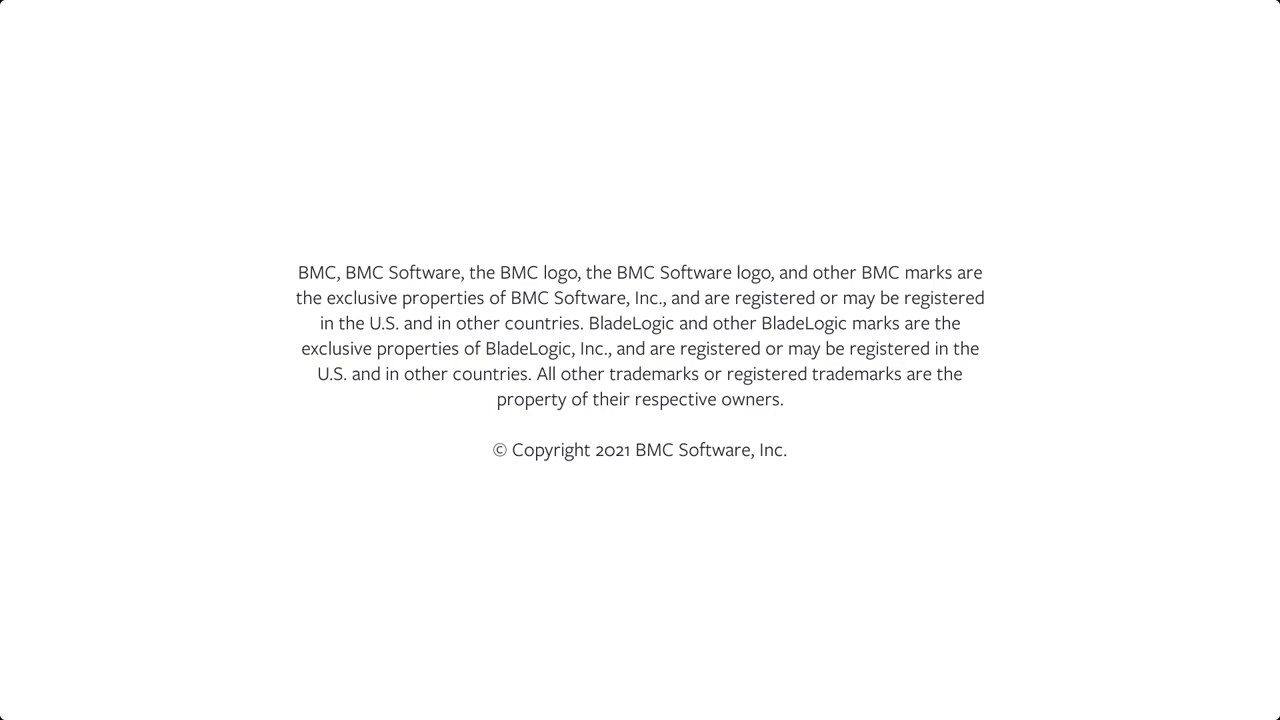 BMC, BMC Software, the BMC logo, the BMC Software logo, and other BMC marks are
the exclusive properties of BMC Software, Inc., and are registered or may be registered
in the U.S. and in other countries. BladeLogic and other BladeLogic marks are the
exclusive properties of BladeLogic, Inc., and are registered or may be registered in the
U.S. and in other countries. All other trademarks or registered trademarks are the
property of their respective owners.
© Copyright 2021 BMC Software, Inc.